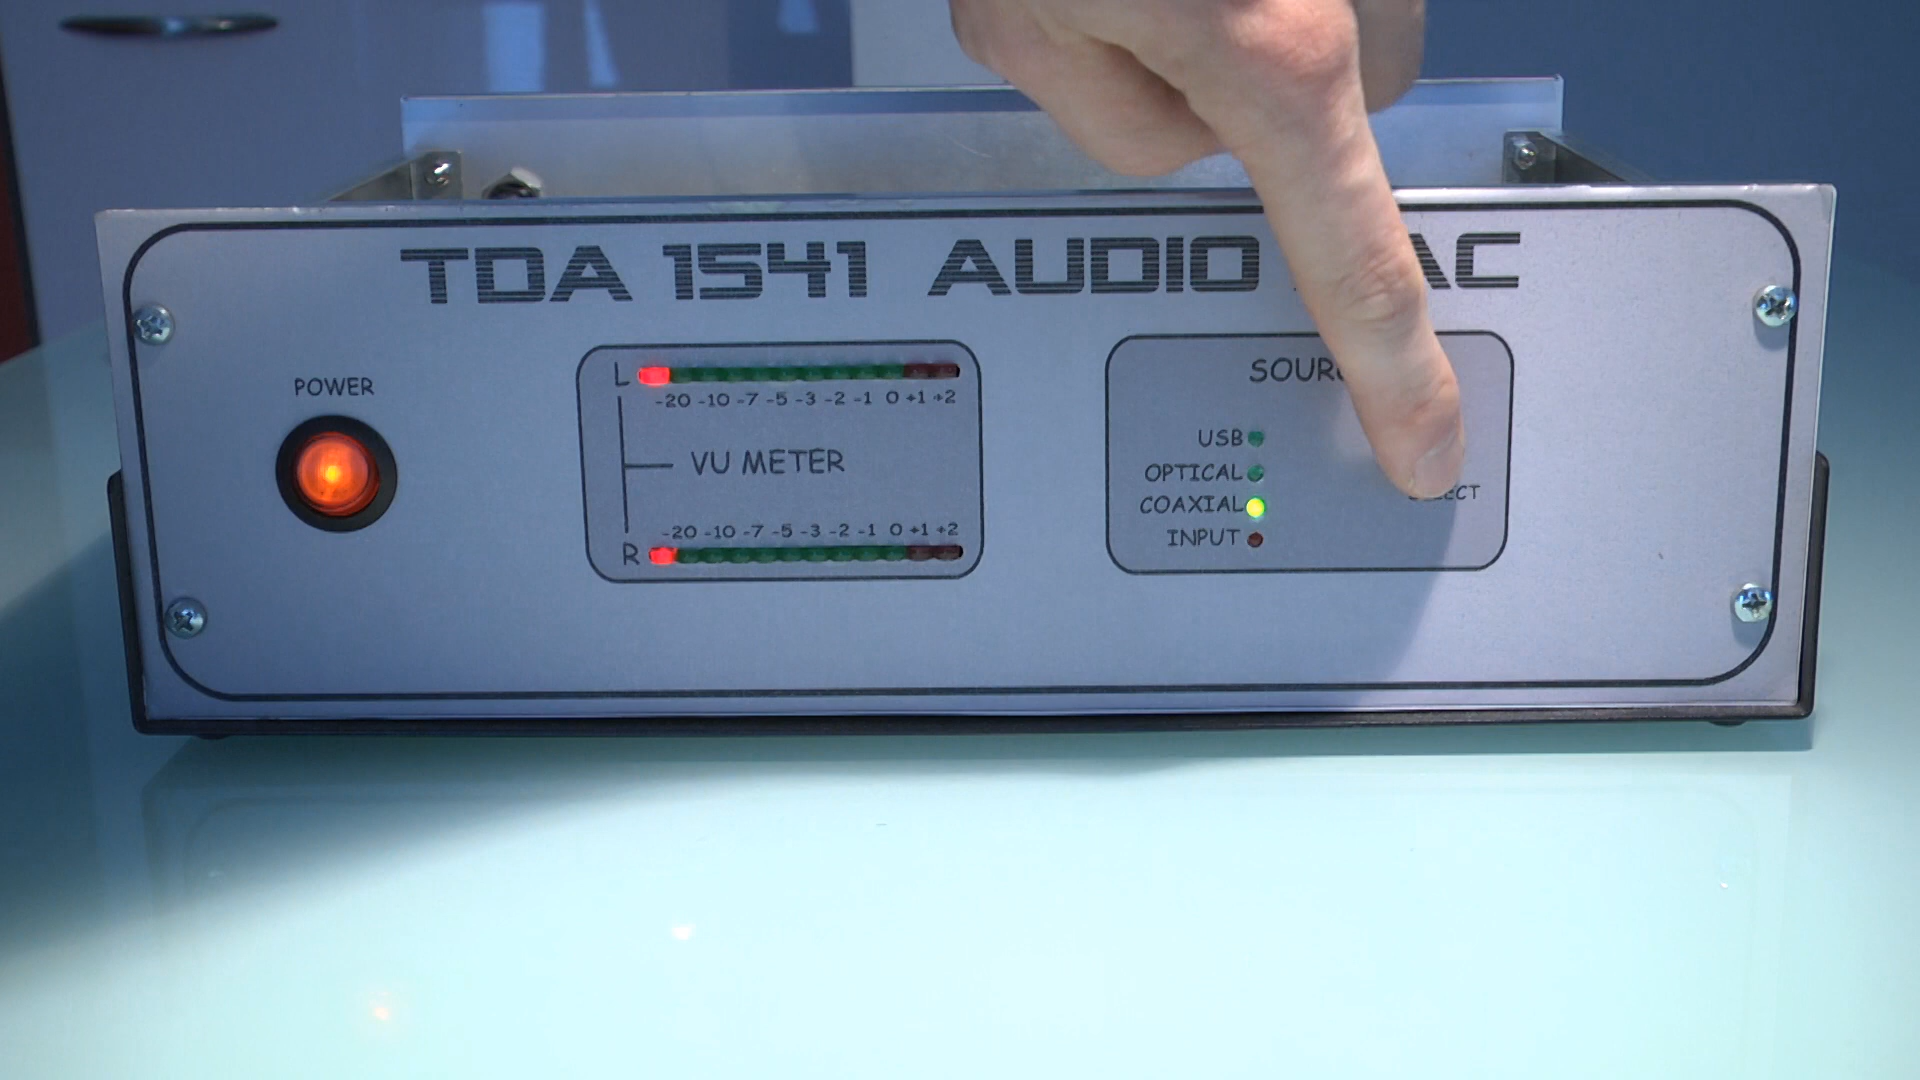 TDA 1541 AUDIO AC
POWER
L
-20 -10 -7 -5 -3 -2 -1 0 +1 +2
VU METER
-20 -10 -7 -5 -3 -2 -1 0 +1 +2
R
USB
OPTICAL
COAXIAL
INPUT